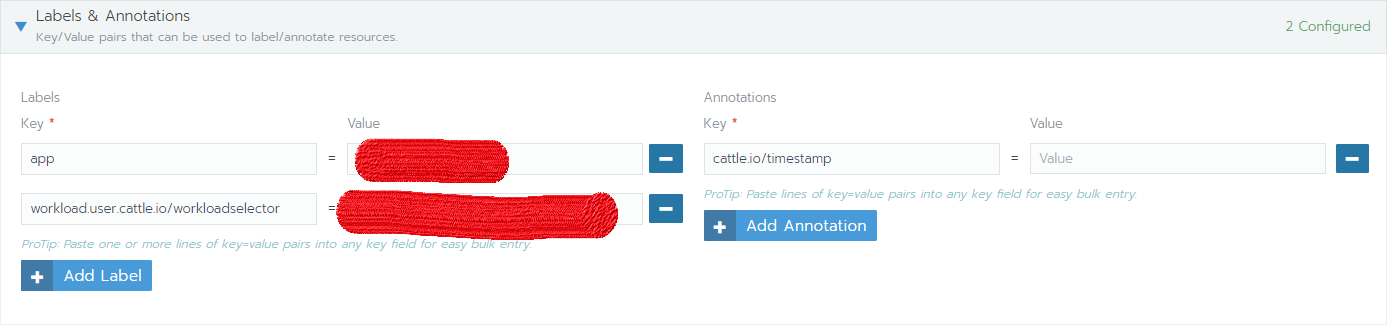 Labels & Annotations
Key/Value pairs that can be used to label/annotate resources.
2 Configured
Labels
Key *
Value
app
=
workload.user.cattle.io/workloadselector
=
ProTip: Paste one or more lines of key=value pairs into any key field for easy bulk entry.
Add Label
Annotations
Key *
Value
cattle.io/timestamp
=
Value
ProTip: Paste lines of key=value pairs into any key field for easy bulk entry.
Add Annotation